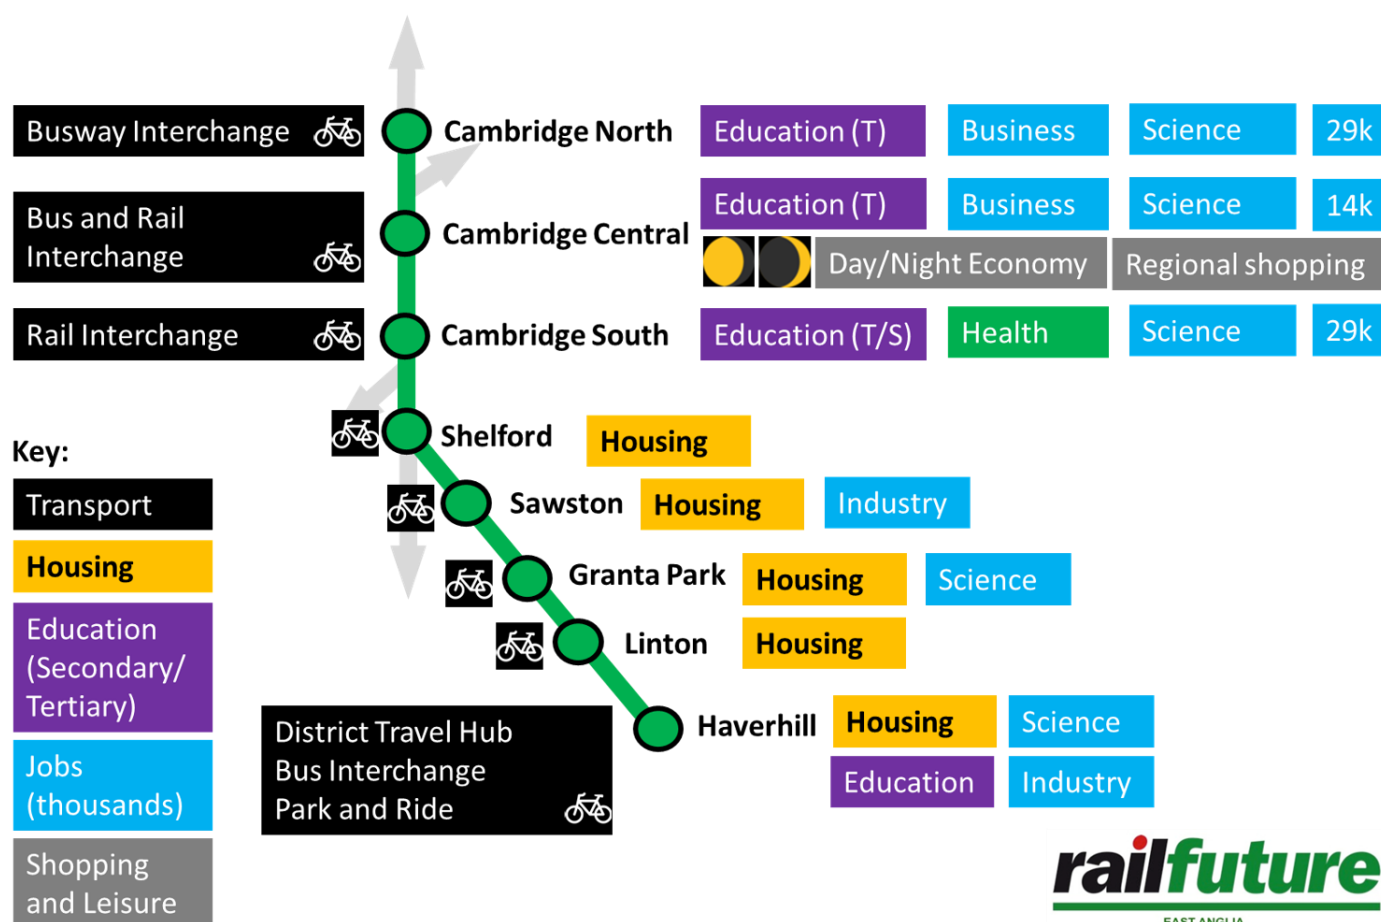 Busway Interchange
Cambridge North
Education (T)
Business
Science
29k
Bus and Rail
Interchange
Cambridge Central
Education (T)
Business
Science
14k
Day/Night Economy
Regional shopping
Rail Interchange
Cambridge South
Education (T/S)
Health
Science
29k
Shelford
Housing
Sawston
Housing
Industry
Granta Park
Housing
Science
Linton
Housing
Haverhill
Housing
Science
Education
Industry
District Travel Hub
Bus Interchange
Park and Ride
Key:
Transport
Housing
Education
(Secondary/
Tertiary)
Jobs
(thousands)
Shopping
and Leisure
railfuture
EAST ANGLIA